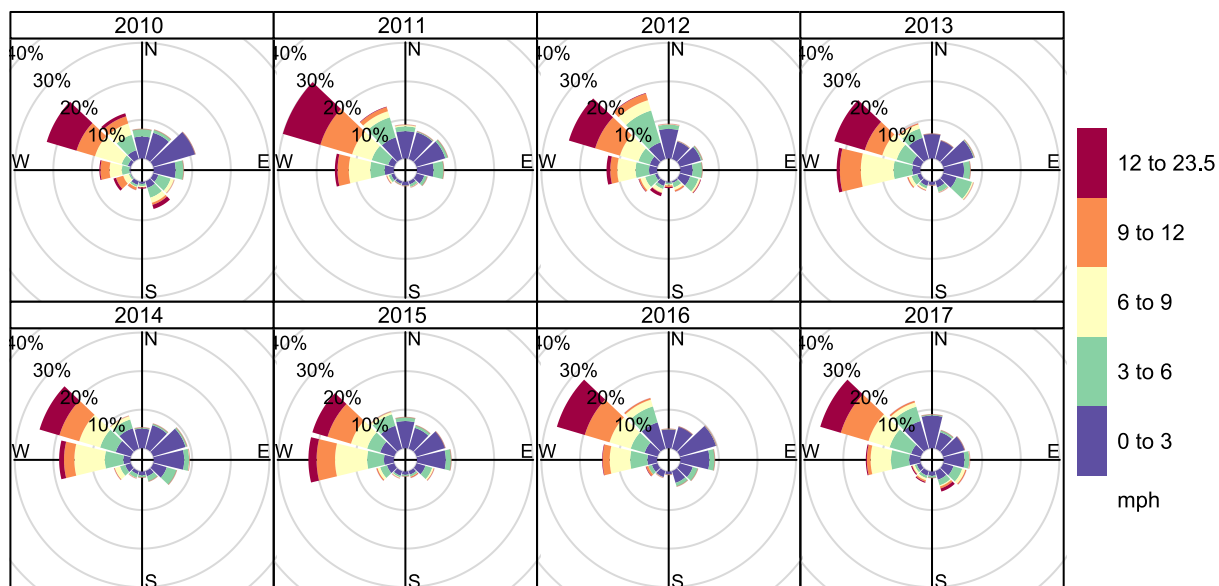 2010 2011 2012 2013
N N N N
40% 40% 40% 40%
30% 30% 30% 30%
20% 20% 20% 20%
10% 10% 10% 10%
W E W E W E W E
S S S S
2014 2015 2016 2017
N N N N
40% 40% 40% 40%
30% 30% 30% 30%
20% 20% 20% 20%
10% 10% 10% 10%
W E W E W E W E
S S S S
12 to 23.5
9 to 12
6 to 9
3 to 6
0 to 3
mph